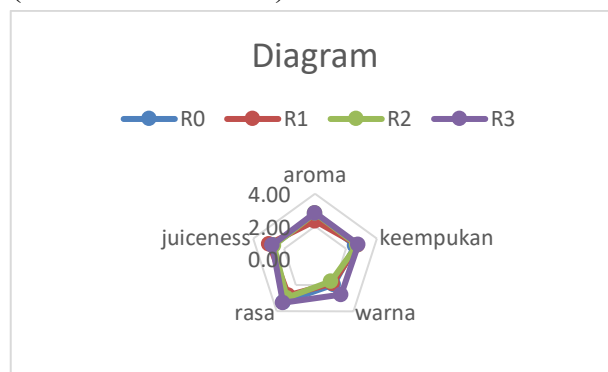 Diagram
R0 R1 R2 R3
aroma
4.00
2.00
juiceness keempukan
0.00
rasa warna